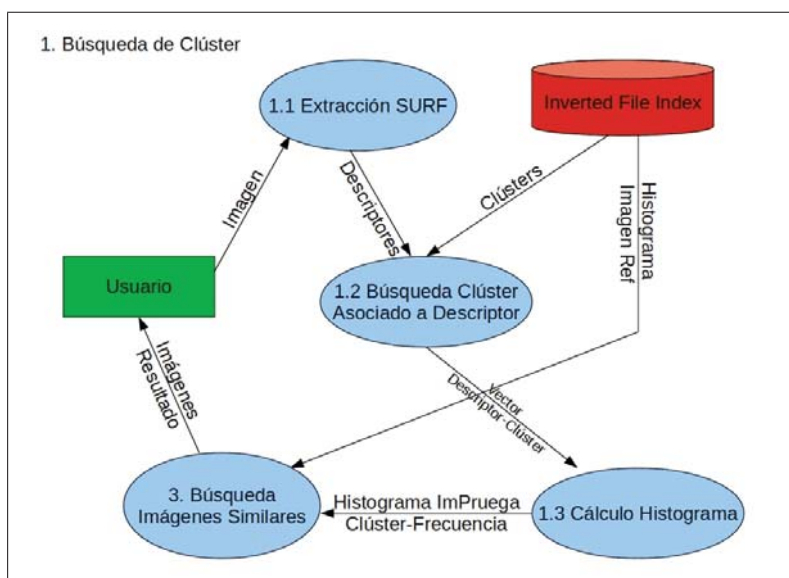 1. Búsqueda de Clúster
1.1 Extracción SURF
Inverted File Index
Imagen
Descriptores
Clústers
Histograma
Imagen Ref
Usuario
1.2 Búsqueda Clúster
Asociado a Descriptor
Imágenes
Resultado
Vector
Descriptor-Clúster
3. Búsqueda
Imágenes Similares
Histograma ImPruega
Clúster-Frecuencia
1.3 Cálculo Histograma